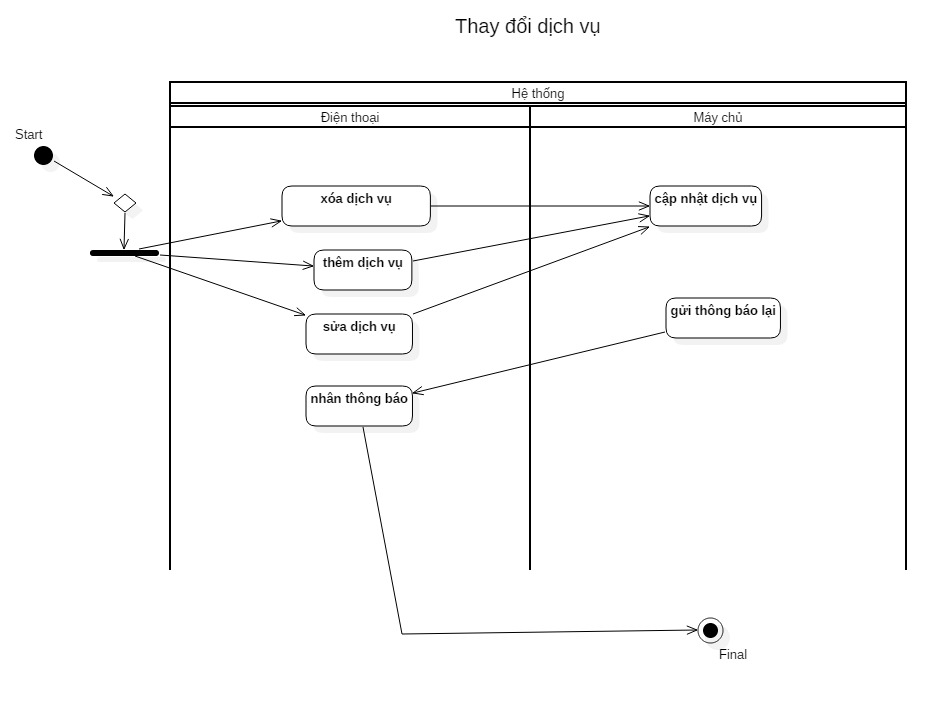 Thay đổi dịch vụ
Hệ thống
Điện thoại
Máy chủ
Start
xóa dịch vụ
cập nhật dịch vụ
thêm dịch vụ
gửi thông báo lại
sửa dịch vụ
nhân thông báo
Final